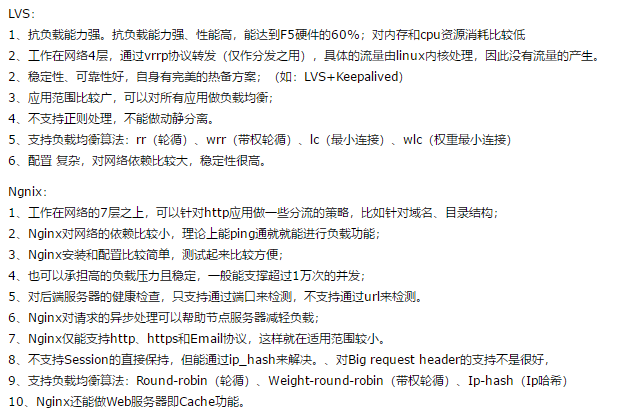 LVS：
1、抗负载能力强。抗负载能力强、性能高，能达到F5硬件的60%；对内存和cpu资源消耗比较低
2、工作在网络4层，通过vrrp协议转发（仅作分发之用），具体的流量由linux内核处理，因此没有流量的产生。
2、稳定性、可靠性好，自身有完美的热备方案；（如：LVS+Keepalived）
3、应用范围比较广，可以对所有应用做负载均衡；
4、不支持正则处理，不能做动静分离。
5、支持负载均衡算法：rr（轮循）、wrr（带权轮循）、lc（最小连接）、wlc（权重最小连接）
6、配置 复杂，对网络依赖比较大，稳定性很高。
Ngnix：
1、工作在网络的7层之上，可以针对http应用做一些分流的策略，比如针对域名、目录结构；
2、Nginx对网络的依赖比较小，理论上能ping通就就能进行负载功能；
3、Nginx安装和配置比较简单，测试起来比较方便；
4、也可以承担高的负载压力且稳定，一般能支撑超过1万次的并发；
5、对后端服务器的健康检查，只支持通过端口来检测，不支持通过url来检测。
6、Nginx对请求的异步处理可以帮助节点服务器减轻负载；
7、Nginx仅能支持http、https和Email协议，这样就在适用范围较小。
8、不支持Session的直接保持，但能通过ip_hash来解决。、对Big request header的支持不是很好，
9、支持负载均衡算法：Round-robin（轮循）、Weight-round-robin（带权轮循）、Ip-hash（Ip哈希）
10、Nginx还能做Web服务器即Cache功能。